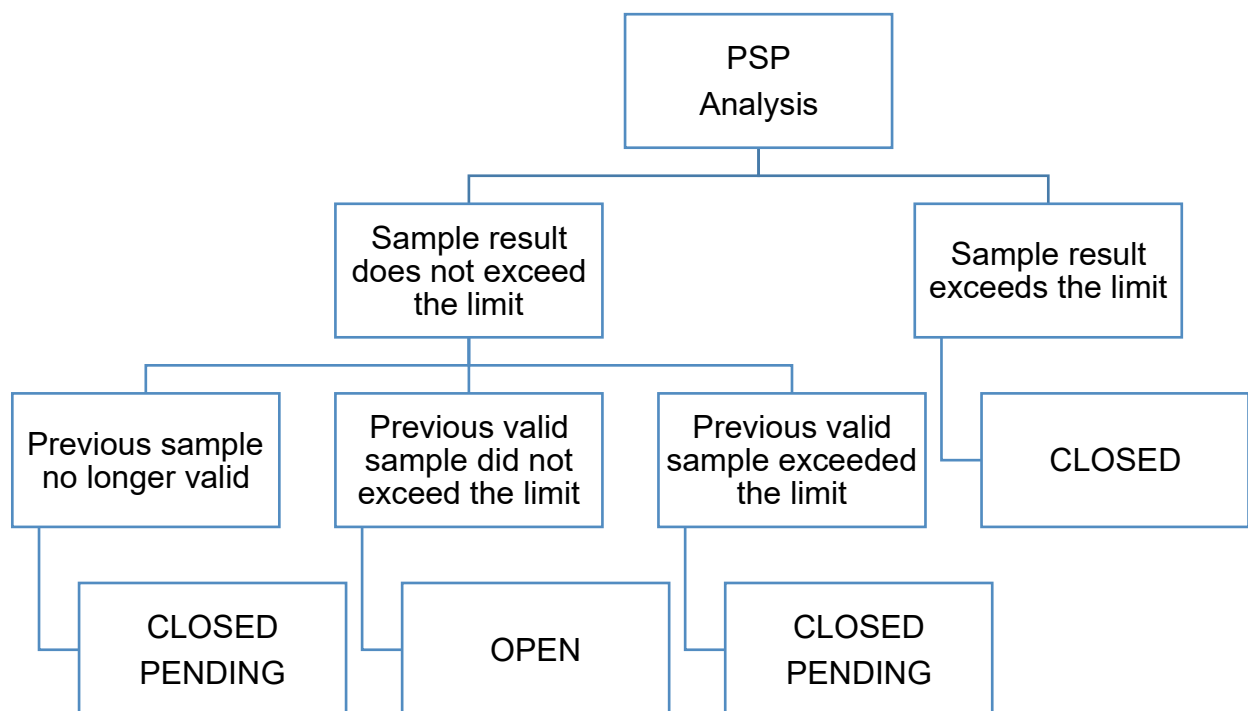 PSP
Analysis
Sample result
does not exceed
the limit
Sample result
exceeds the limit
Previous sample
no longer valid
Previous valid
sample did not
exceed the limit
Previous valid
sample exceeded
the limit
CLOSED
CLOSED
PENDING
OPEN
CLOSED
PENDING